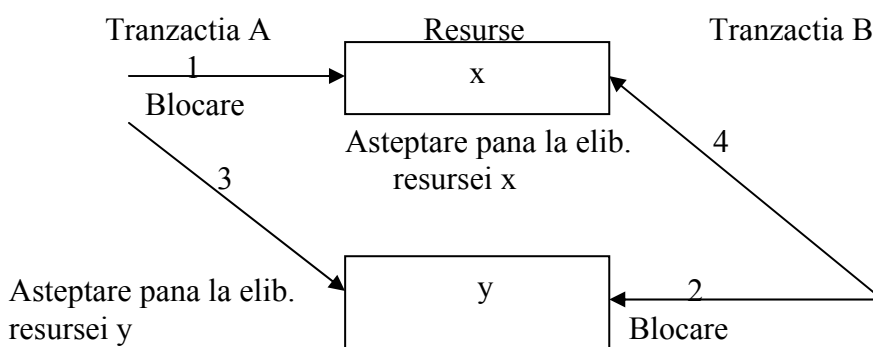 Tranzactia A
Resurse
Tranzactia B
1
x
Blocare
Asteptare pana la elib.
resursei x
4
3
Asteptare pana la elib.
resursei y
y
2
Blocare